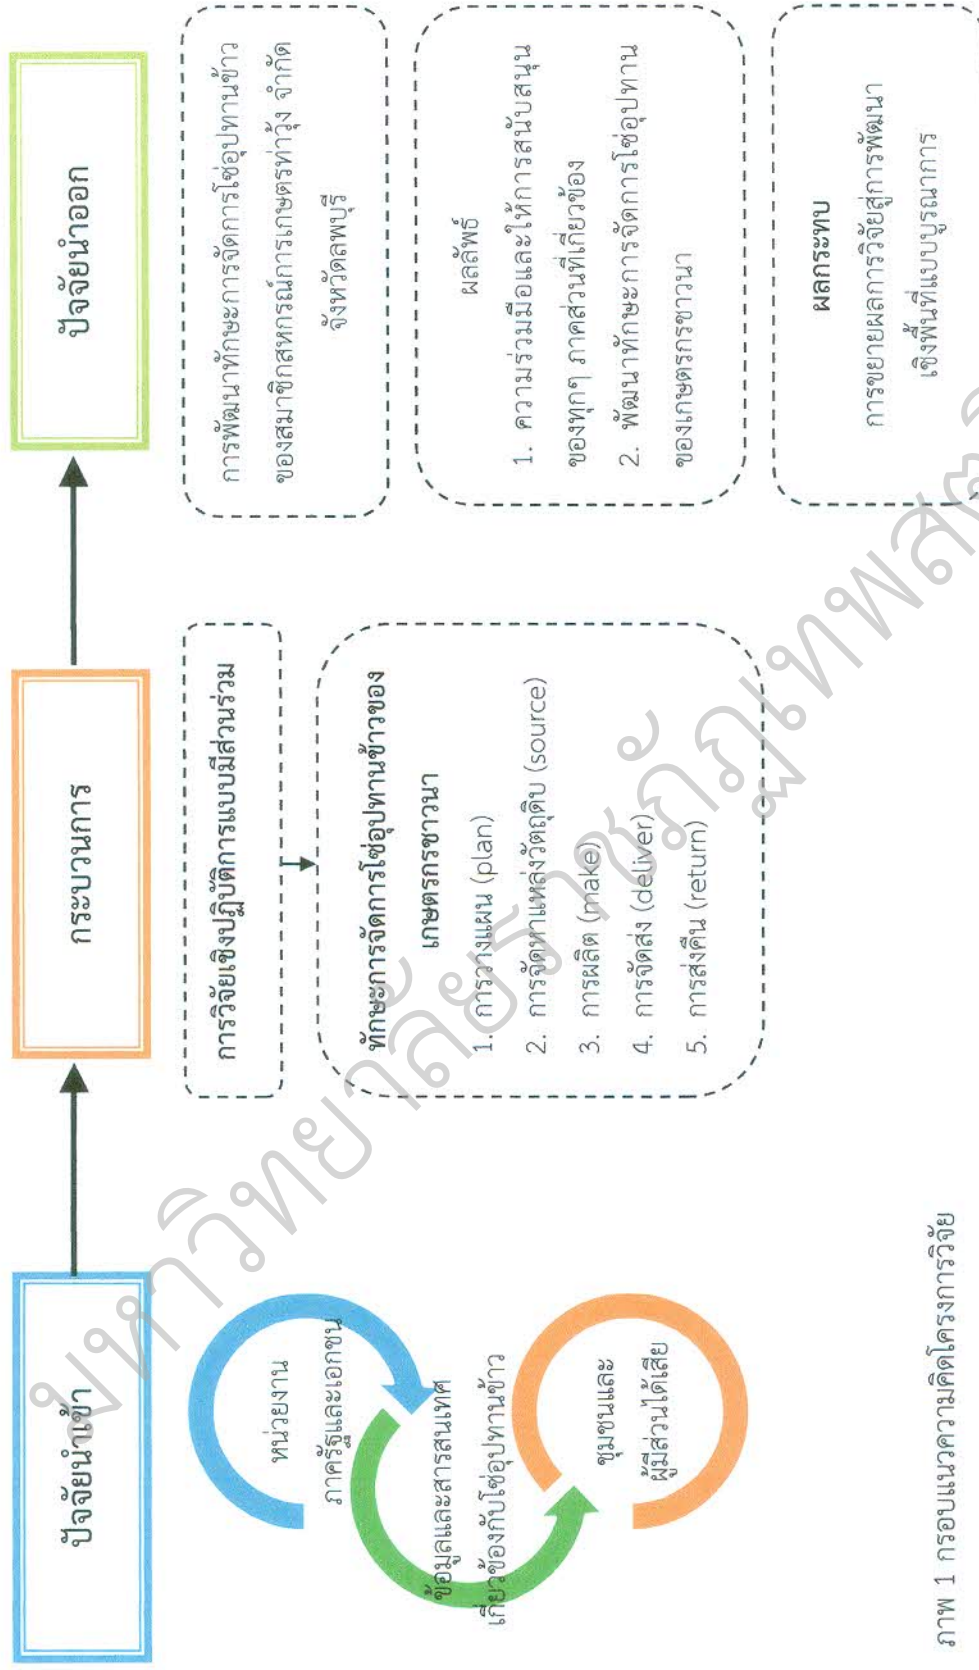 ปัจจัยนำเข้า
กระบวนการ
ปัจจัยนำออก
หน่วยงาน
ภาครัฐและเอกชน
ข้อมูลและสารสนเทศ
เกี่ยวข้องกับโซ่อุปทานข้าว
ชุมชนและ
ผู้มีส่วนได้เสีย
การวิจัยเชิงปฏิบัติการแบบมีส่วนร่วม
ทักษะการจัดการโซ่อุปทานข้าวของ
เกษตรกรชาวนา
1. การวางแผน (plan)
2. การจัดหาแหล่งวัตถุดิบ (source)
3. การผลิต (make)
4. การจัดส่ง (deliver)
5. การส่งคืน (return)
การพัฒนาทักษะการจัดการโซ่อุปทานข้าว
ของสมาชิกสหกรณ์การเกษตรท่าวุ้ง จำกัด
จังหวัดลพบุรี
ผลลัพธ์
1. ความร่วมมือและให้การสนับสนุน
ของทุกๆ ภาคส่วนที่เกี่ยวข้อง
2. พัฒนาทักษะการจัดการโซ่อุปทาน
ของเกษตรกรชาวนา
ผลกระทบ
การขยายผลการวิจัยสู่การพัฒนา
เชิงพื้นที่แบบบูรณาการ
ภาพ 1 กรอบแนวความคิดโครงการวิจัย
มหาวิทยาลัยราชภัฏเทพสตรี